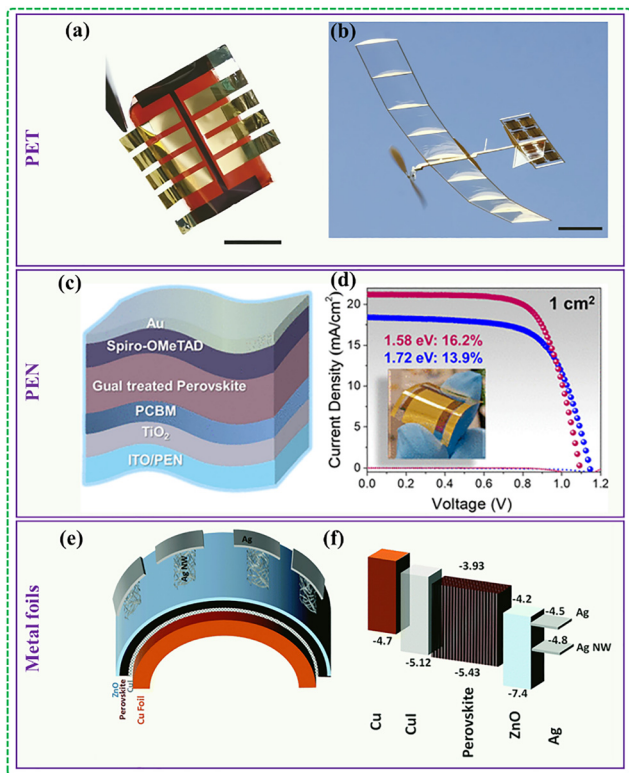 PET
(a)
(b)
PEN
(c)
Au
Spiro-OMeTAD
Gual treated Perovskite
PCBM
TiO₂
ITO/PEN
(d)
1 cm²
1.58 eV: 16.2%
1.72 eV: 13.9%
Current Density (mA/cm²)
20
15
10
5
0
0.0 0.2 0.4 0.6 0.8 1.0 1.2
Voltage (V)
Metal foils
(e)
Ag
Ag NW
ZnO
Perovskite
CuI
Cu Foil
(f)
-3.93
-4.2
-4.5 Ag
-4.7
-4.8 Ag NW
-5.12
-5.43
-7.4
Cu
CuI
Perovskite
ZnO
Ag